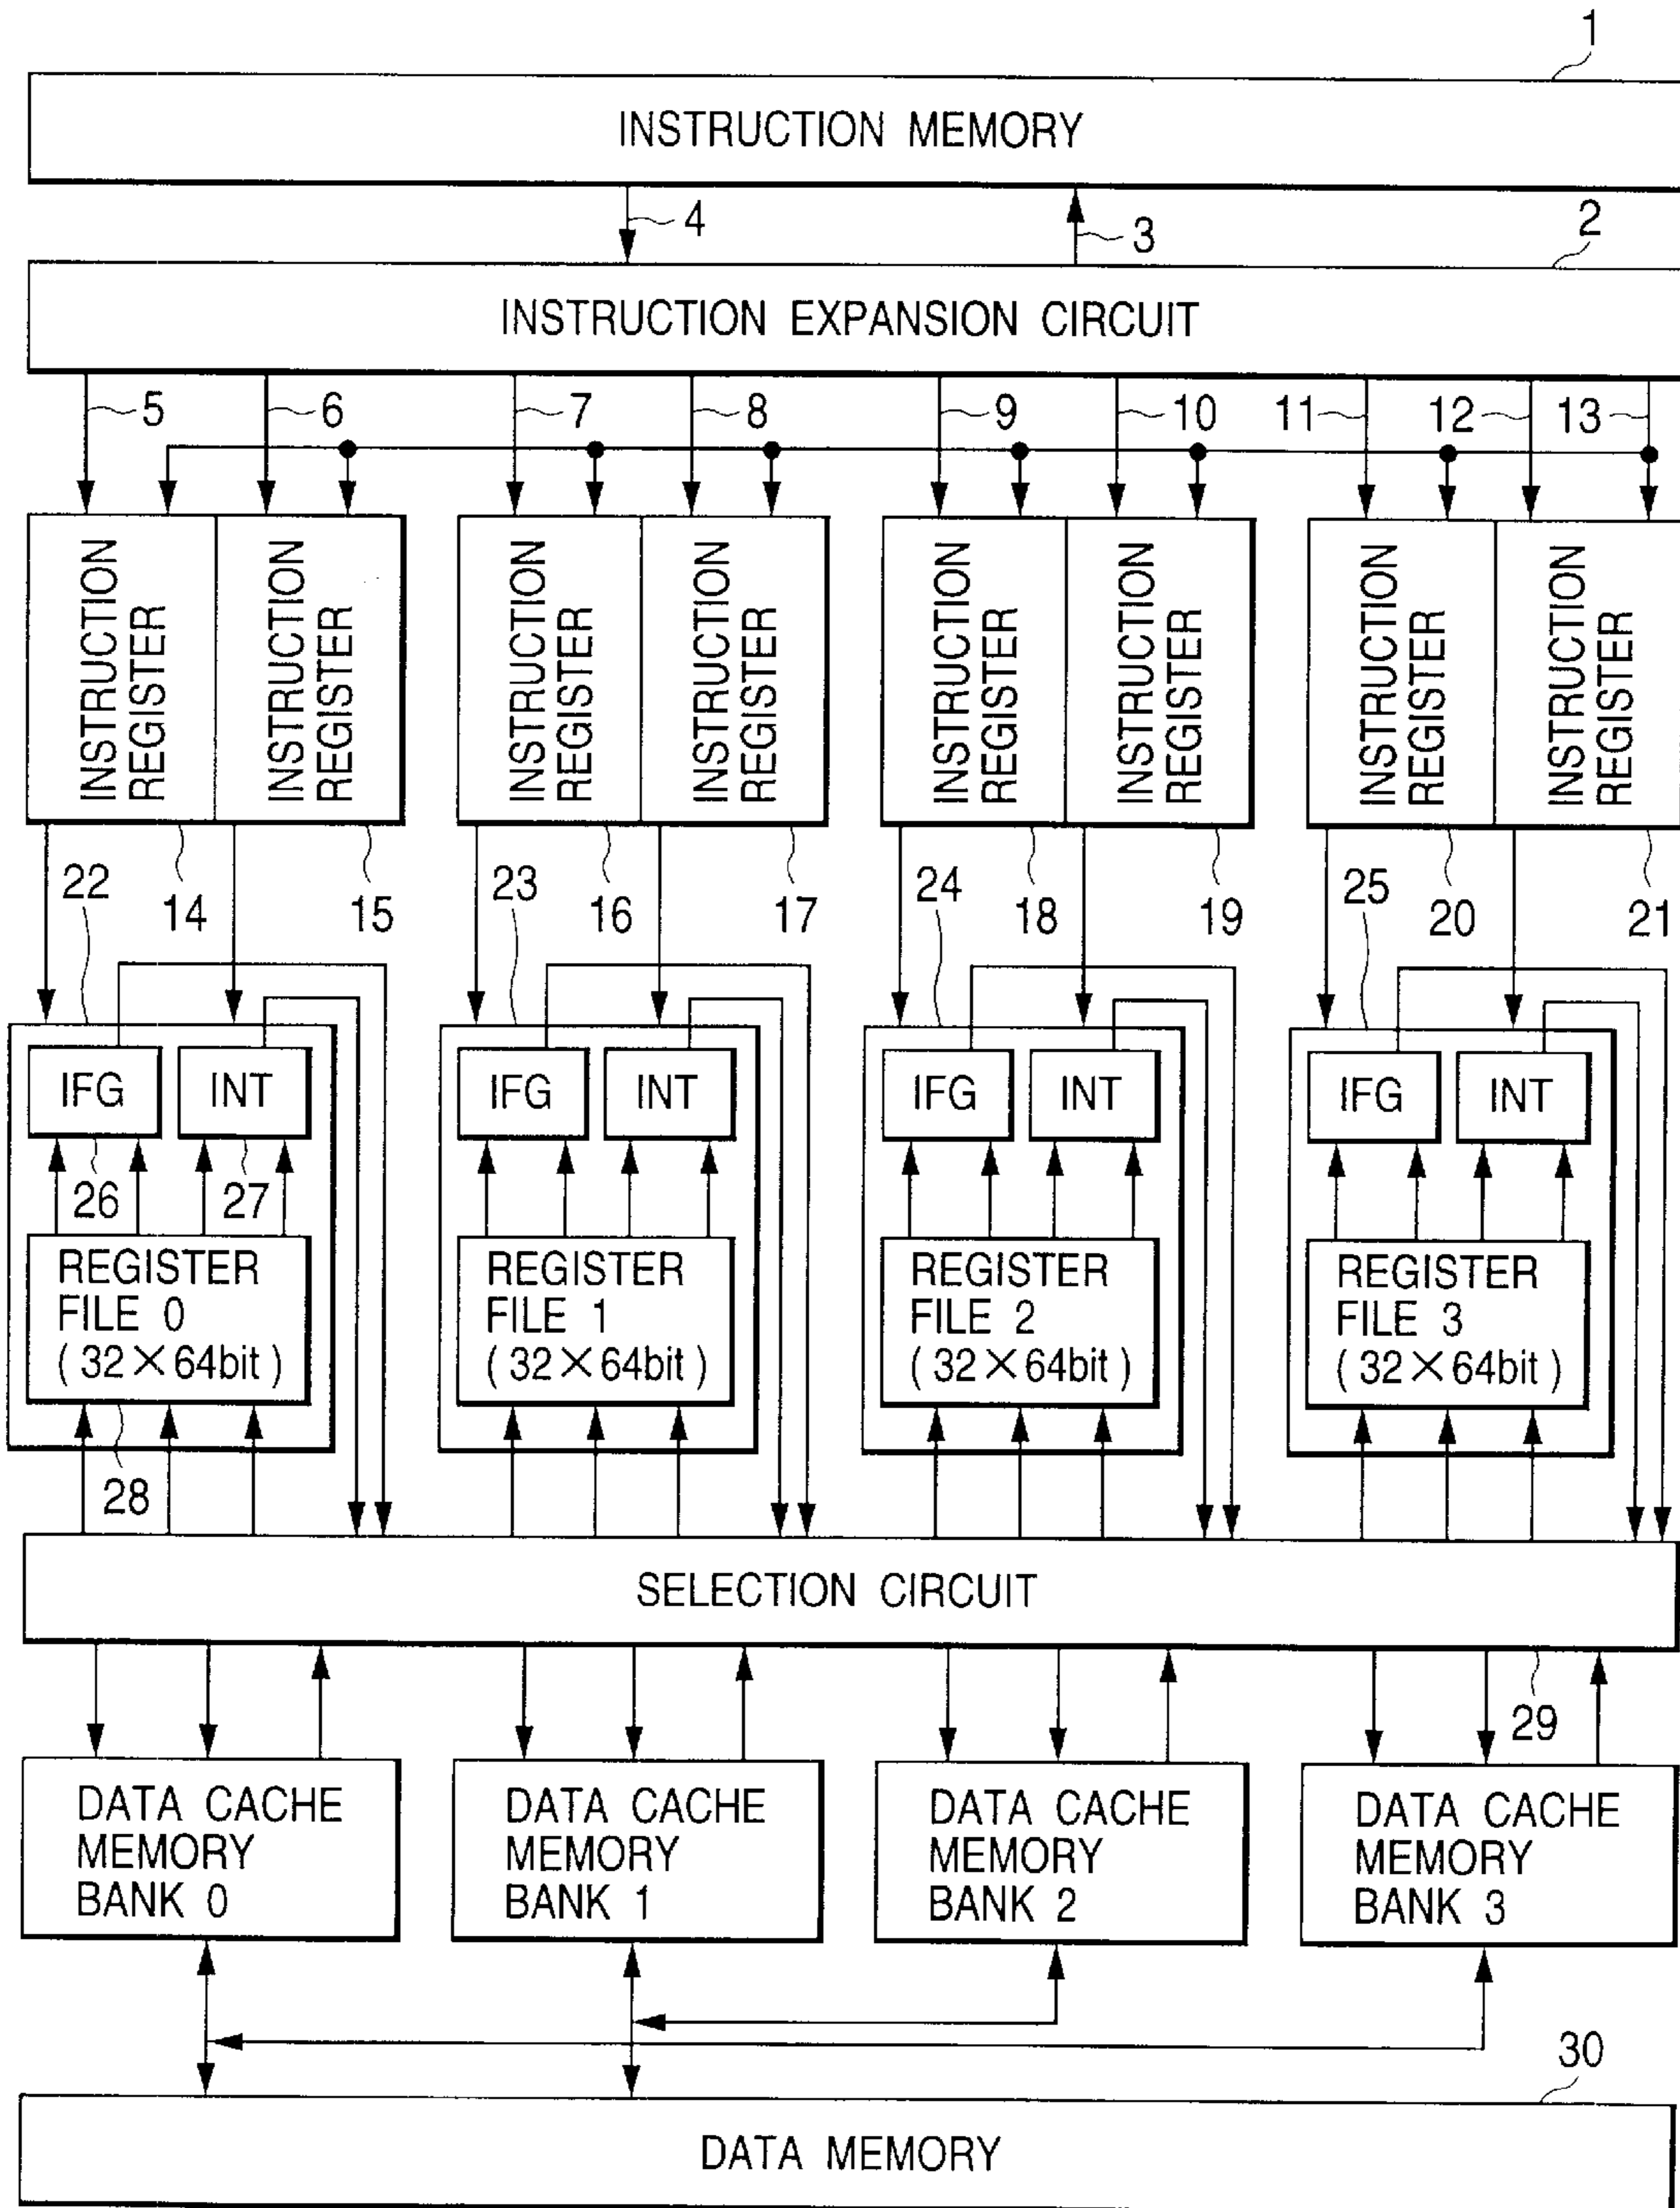 1
INSTRUCTION MEMORY
4
3
2
INSTRUCTION EXPANSION CIRCUIT
5
6
7
8
9
10
11
12
13
INSTRUCTION
REGISTER
INSTRUCTION
REGISTER
INSTRUCTION
REGISTER
INSTRUCTION
REGISTER
INSTRUCTION
REGISTER
INSTRUCTION
REGISTER
INSTRUCTION
REGISTER
INSTRUCTION
REGISTER
22
14
15
23
16
17
24
18
19
25
20
21
IFG
INT
IFG
INT
IFG
INT
IFG
INT
26
27
REGISTER
FILE 0
(32×64bit)
REGISTER
FILE 1
(32×64bit)
REGISTER
FILE 2
(32×64bit)
REGISTER
FILE 3
(32×64bit)
28
SELECTION CIRCUIT
29
DATA CACHE
MEMORY
BANK 0
DATA CACHE
MEMORY
BANK 1
DATA CACHE
MEMORY
BANK 2
DATA CACHE
MEMORY
BANK 3
30
DATA MEMORY